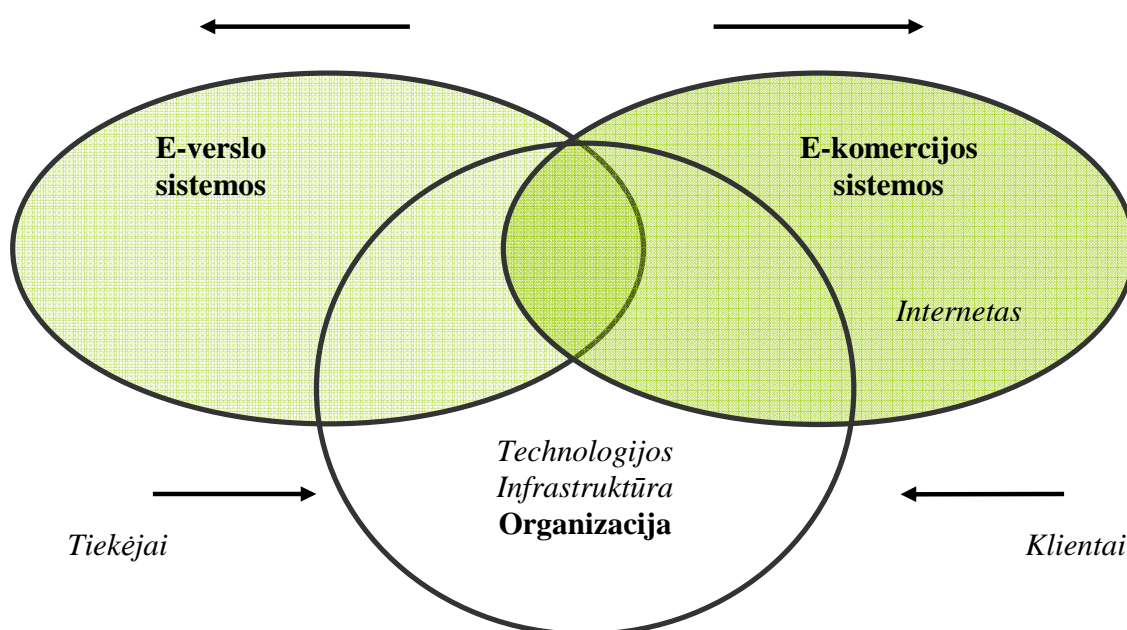 E-verslo
sistemos
E-komercijos
sistemos
Internetas
Technologijos
Infrastruktūra
Organizacija
Tiekėjai
Klientai